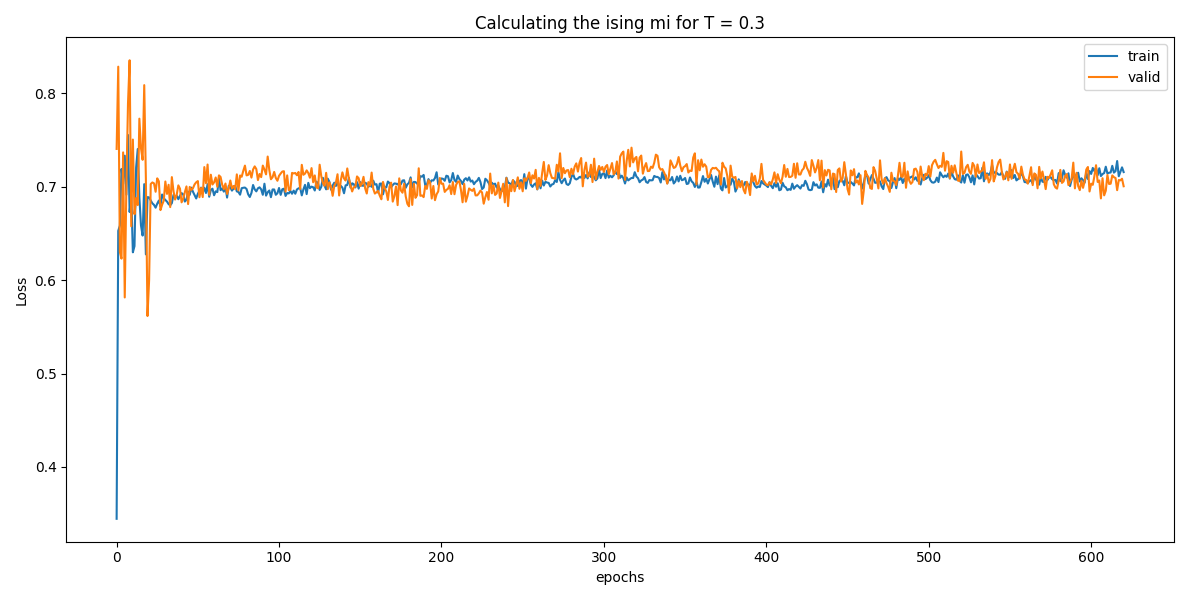 Calculating the ising mi for T = 0.3
train
valid
0.8
0.7
0.6
0.5
0.4
Loss
0 100 200 300 400 500 600
epochs